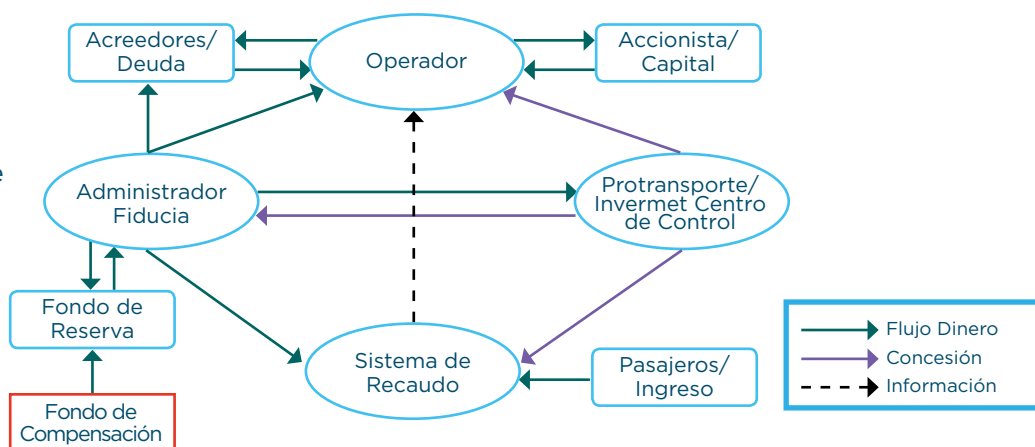 Acreedores/
Deuda
Operador
Accionista/
Capital
e
Administrador
Fiducia
Protransporte/
Invermet Centro
de Control
Fondo de
Reserva
Sistema de
Recaudo
Pasajeros/
Ingreso
Fondo de
Compensación
Flujo Dinero
Concesión
Información